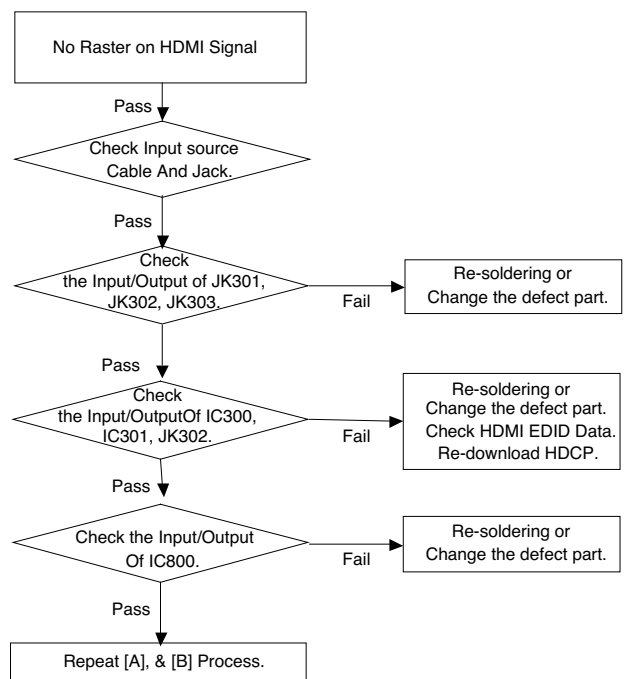 No Raster on HDMI Signal
Pass
Check Input source
Cable And Jack.
Pass
Check
the Input/Output of JK301,
JK302, JK303.
Fail
Re-soldering or
Change the defect part.
Pass
Check
the Input/OutputOf IC300,
IC301, JK302.
Fail
Re-soldering or
Change the defect part.
Check HDMI EDID Data.
Re-download HDCP.
Pass
Check the Input/Output
Of IC800.
Fail
Re-soldering or
Change the defect part.
Pass
Repeat [A], & [B] Process.